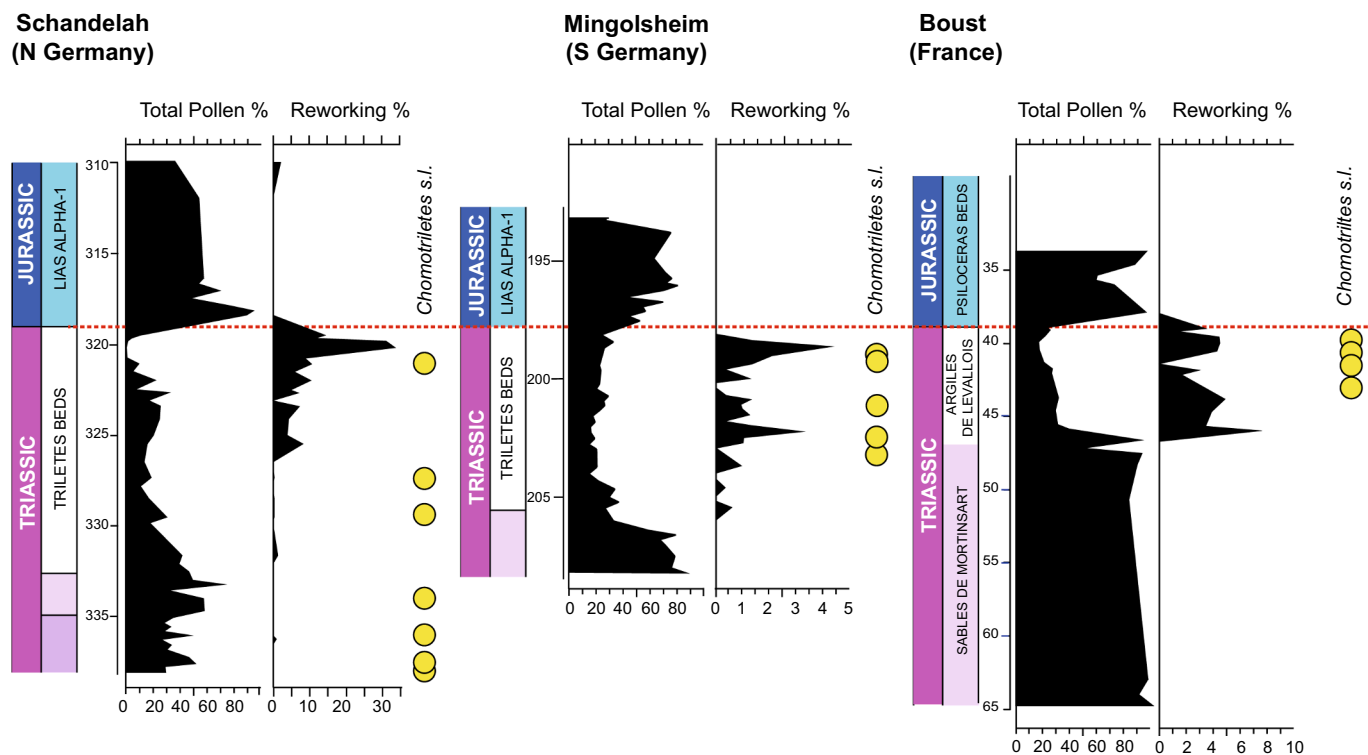 Schandelah
(N Germany)
Total Pollen %
Reworking %
Chomotriletes s.l.
JURASSIC
LIAS ALPHA-1
TRIASSIC
TRILETES BEDS
310
315
320
325
330
335
0 20 40 60 80
0 10 20 30
Mingolsheim
(S Germany)
Total Pollen %
Reworking %
Chomotriletes s.l.
JURASSIC
LIAS ALPHA-1
TRIASSIC
TRILETES BEDS
195
200
205
0 20 40 60 80
0 1 2 3 4 5
Boust
(France)
Total Pollen %
Reworking %
Chomotriletes s.l.
JURASSIC
PSILOCERAS BEDS
TRIASSIC
ARGILES
DE LEVALLOIS
SABLES DE MORTINSART
35
40
45
50
55
60
65
0 20 40 60 80
0 2 4 6 8 10